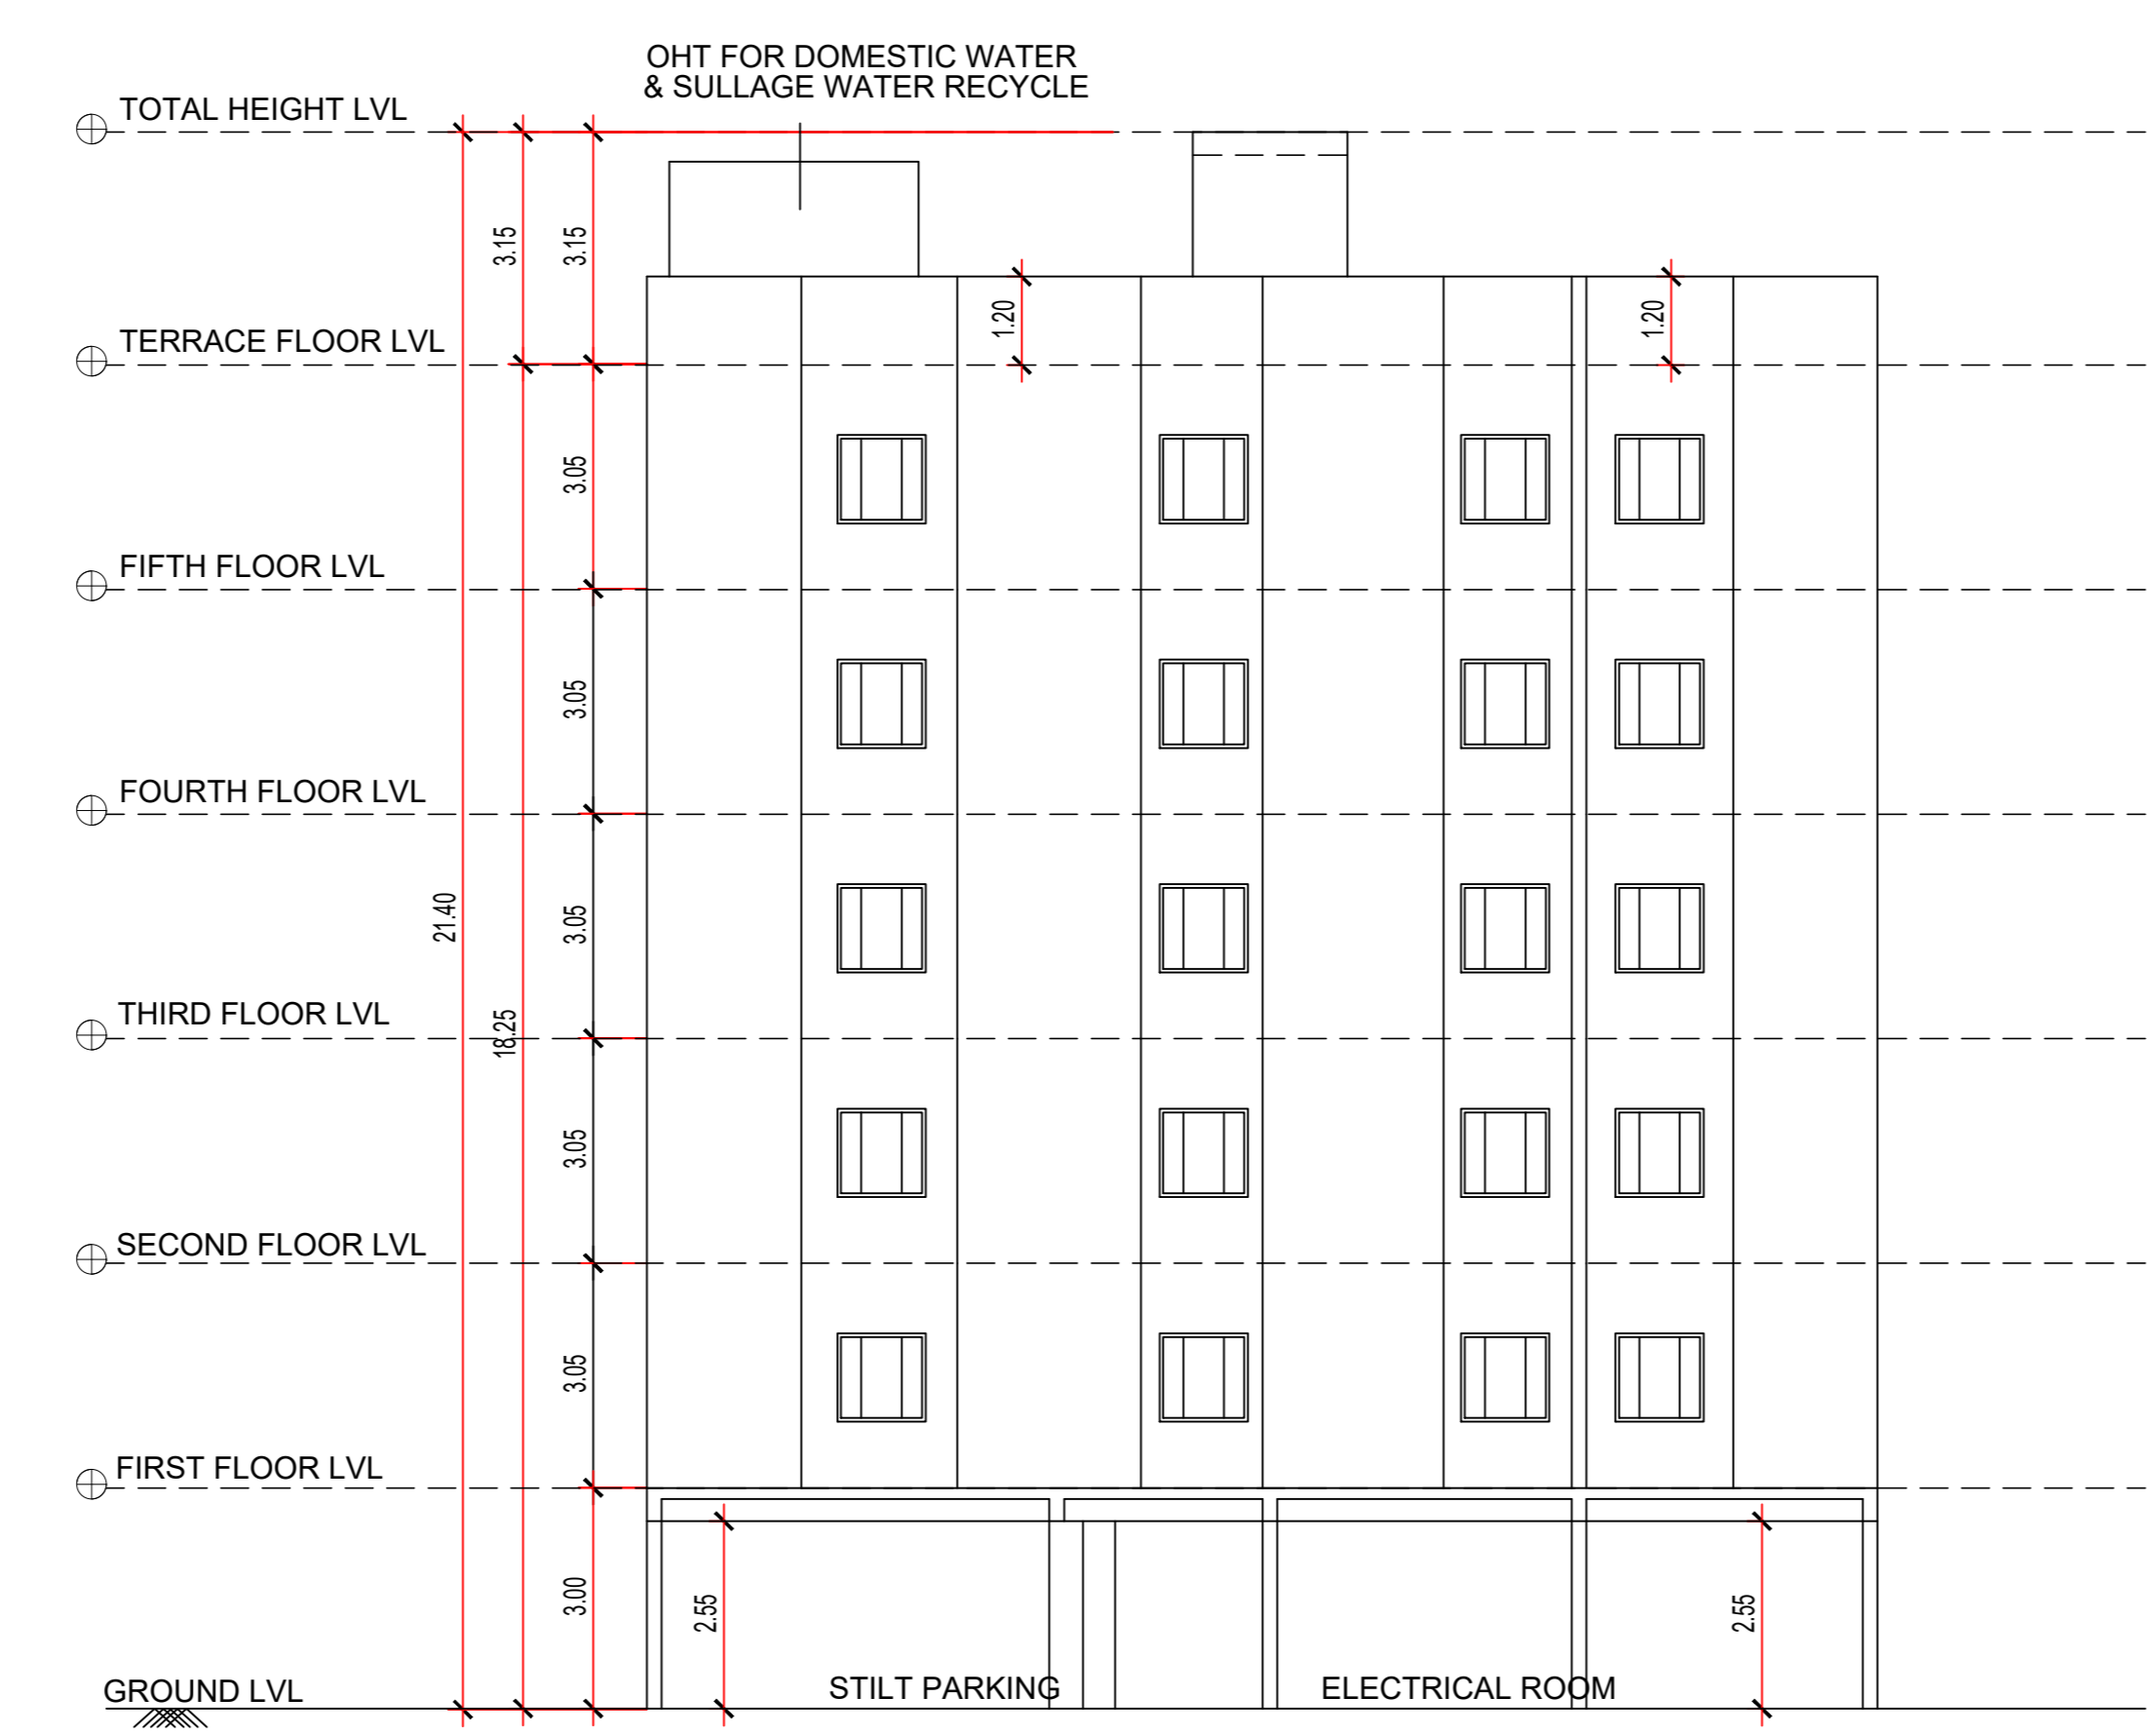 OHT FOR DOMESTIC WATER
& SULLAGE WATER RECYCLE
TOTAL HEIGHT LVL
3.15
3.15
1.20
1.20
TERRACE FLOOR LVL
3.05
FIFTH FLOOR LVL
3.05
FOURTH FLOOR LVL
21.40
3.05
THIRD FLOOR LVL
18.25
3.05
SECOND FLOOR LVL
3.05
FIRST FLOOR LVL
3.00
2.55
2.55
GROUND LVL
STILT PARKING
ELECTRICAL ROOM